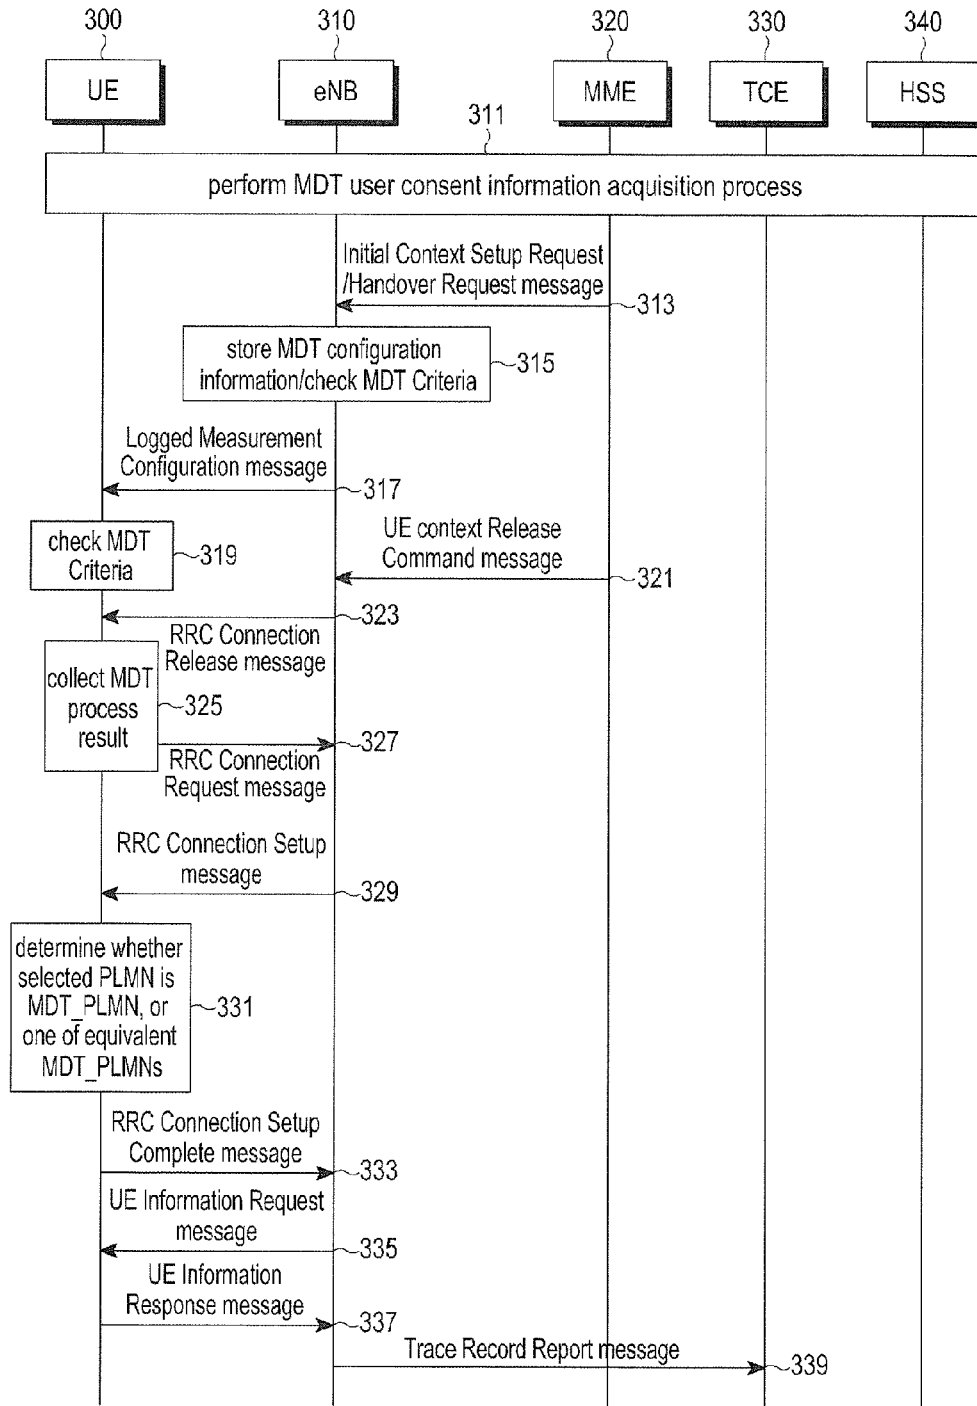 300
310
320
330
340
UE
eNB
MME
TCE
HSS
311
perform MDT user consent information acquisition process
Initial Context Setup Request
/Handover Request message
313
store MDT configuration
information/check MDT Criteria
315
Logged Measurement
Configuration message
317
check MDT
Criteria
319
UE context Release
Command message
321
323
RRC Connection
Release message
collect MDT
process
result
325
327
RRC Connection
Request message
RRC Connection Setup
message
329
determine whether
selected PLMN is
MDT_PLMN, or
one of equivalent
MDT_PLMNs
331
RRC Connection Setup
Complete message
333
UE Information Request
message
335
UE Information
Response message
337
Trace Record Report message
339